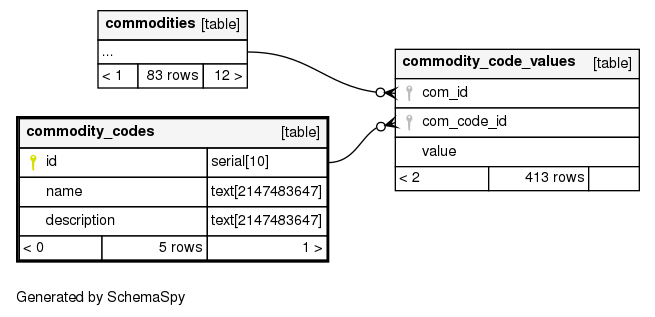 commodities [table]
...
< 1 83 rows 12 >
commodity_code_values [table]
com_id
com_code_id
value
< 2 413 rows
commodity_codes [table]
id serial[10]
name text[2147483647]
description text[2147483647]
< 0 5 rows 1 >
Generated by SchemaSpy